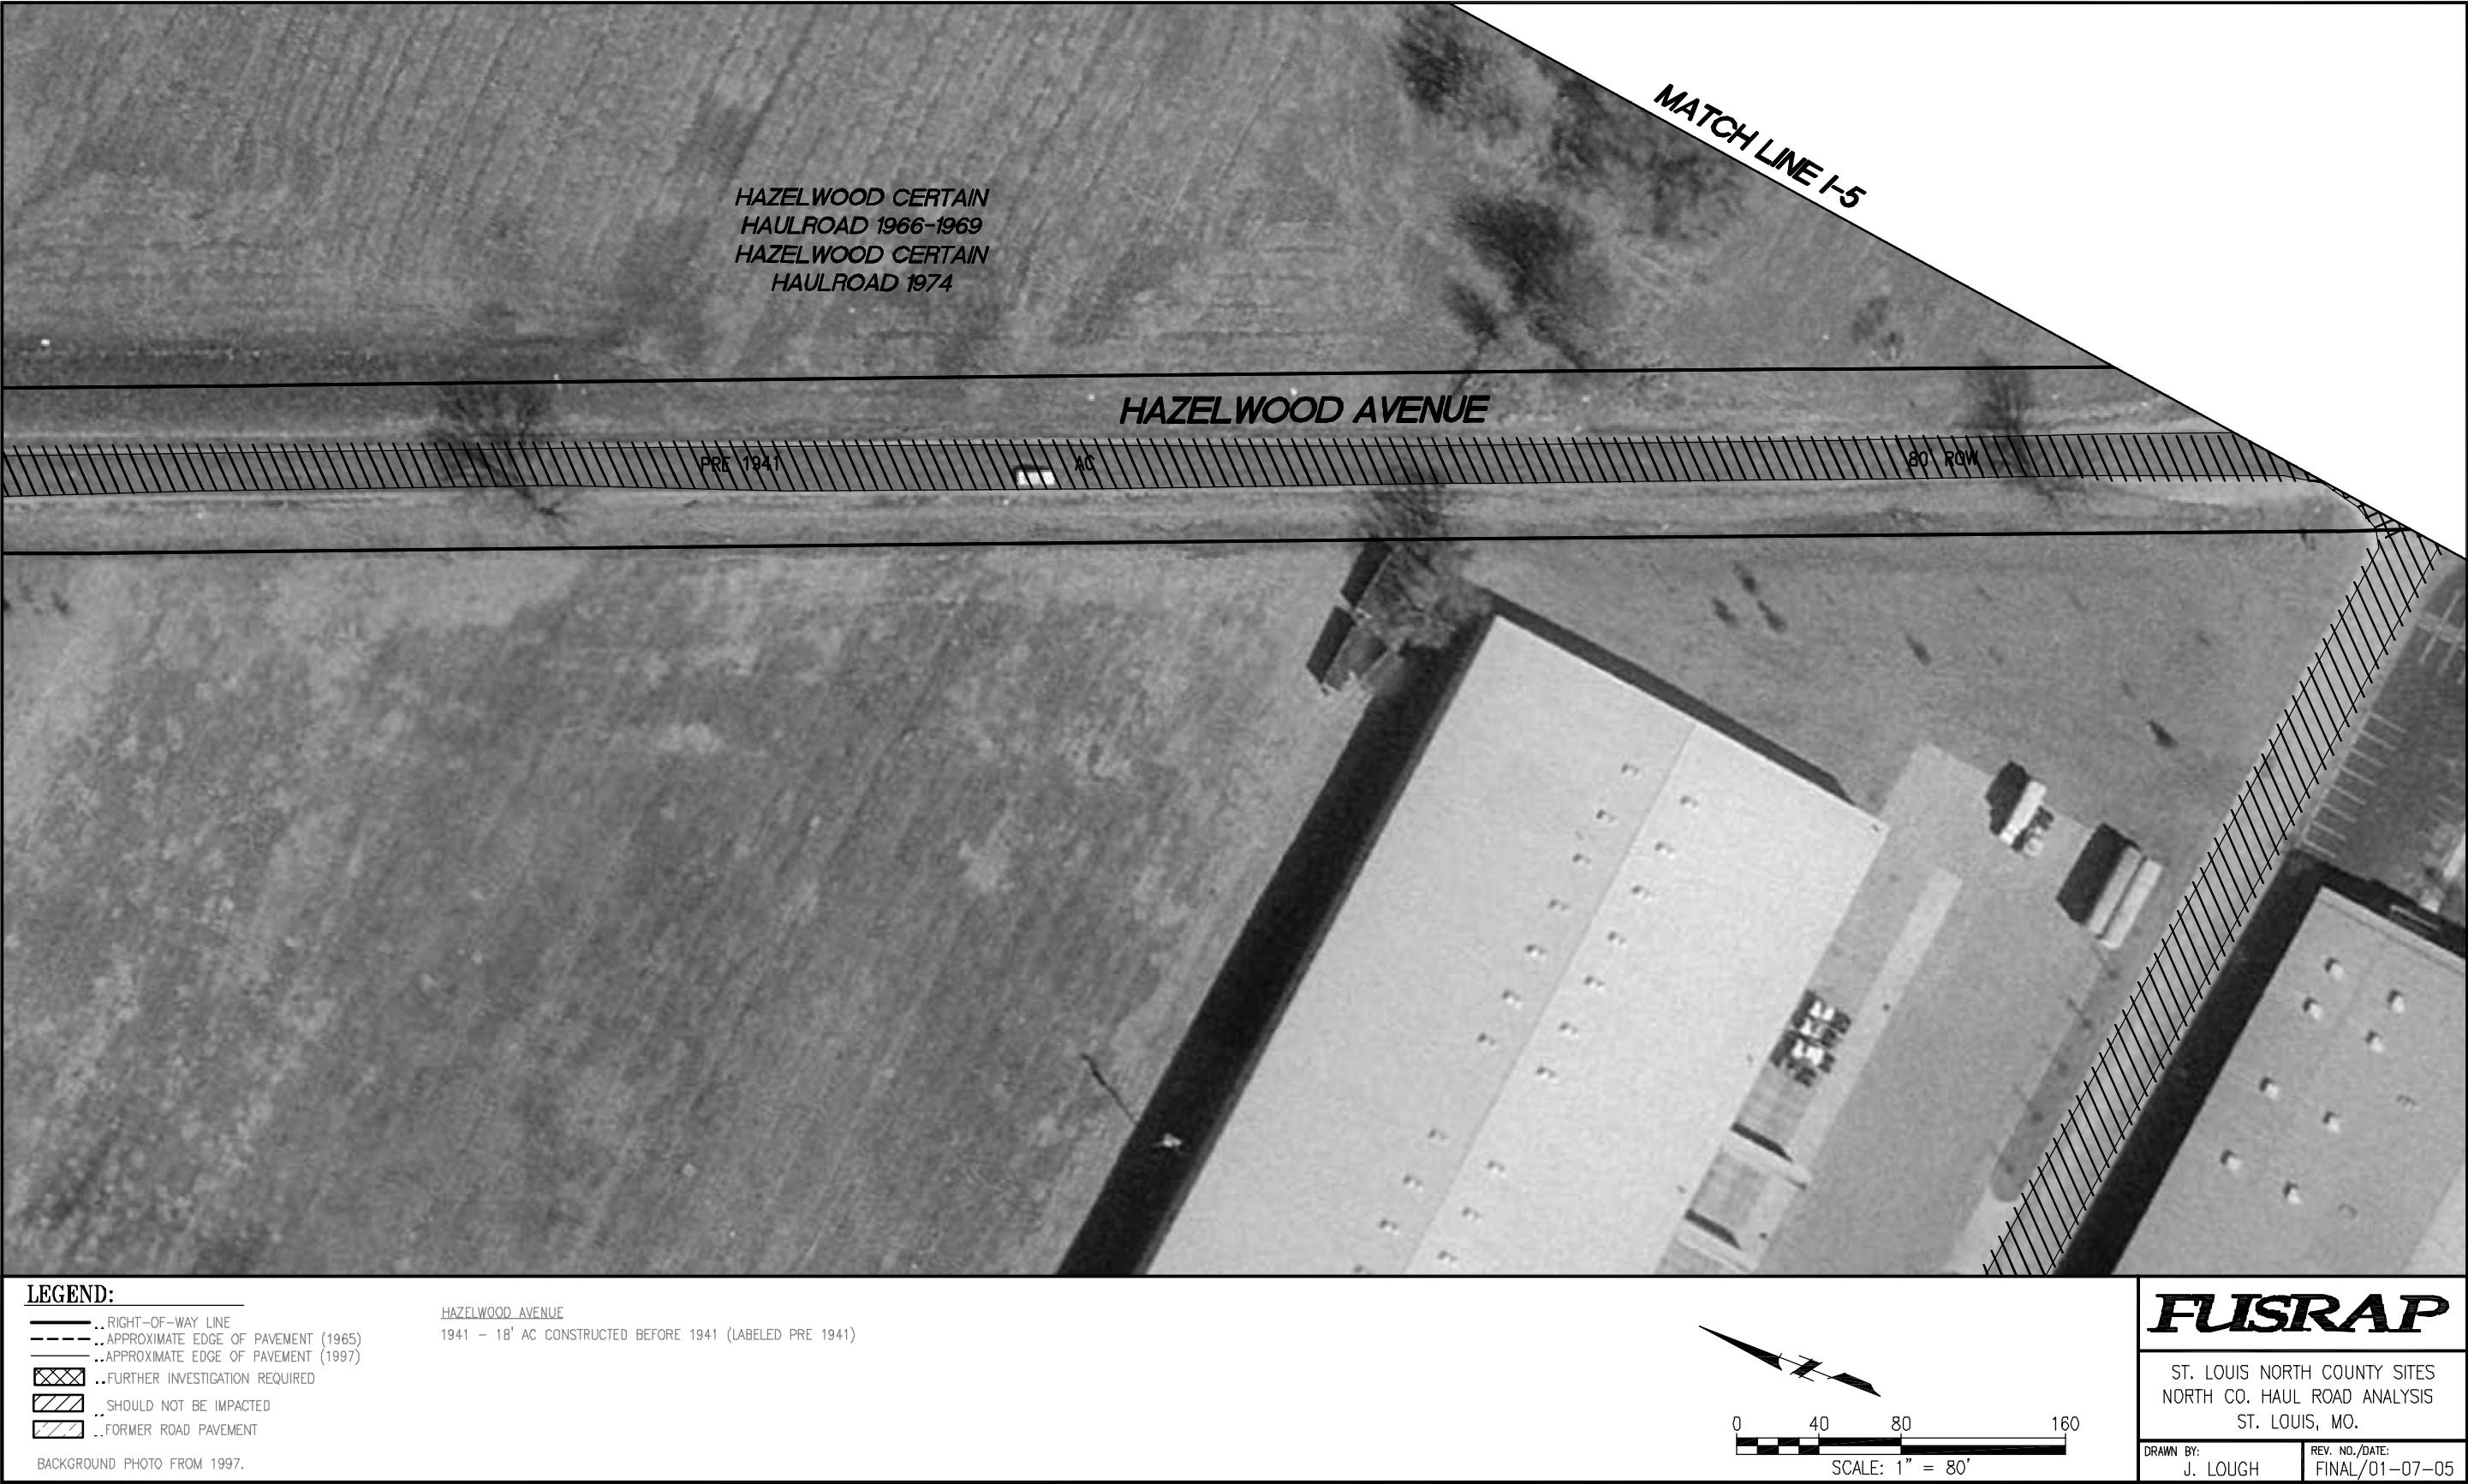 MATCH LINE I-5
HAZELWOOD CERTAIN
HAULROAD 1966-1969
HAZELWOOD CERTAIN
HAULROAD 1974
HAZELWOOD AVENUE
PRE 1941
AC
80' ROW
LEGEND:
..RIGHT-OF-WAY LINE
..APPROXIMATE EDGE OF PAVEMENT (1965)
..APPROXIMATE EDGE OF PAVEMENT (1997)
..FURTHER INVESTIGATION REQUIRED
..SHOULD NOT BE IMPACTED
..FORMER ROAD PAVEMENT
BACKGROUND PHOTO FROM 1997.
HAZELWOOD AVENUE
1941 - 18' AC CONSTRUCTED BEFORE 1941 (LABELED PRE 1941)
N
0 40 80 160
SCALE: 1" = 80'
FUSRAP
ST. LOUIS NORTH COUNTY SITES
NORTH CO. HAUL ROAD ANALYSIS
ST. LOUIS, MO.
DRAWN BY:
J. LOUGH
REV. NO./DATE:
FINAL/01-07-05